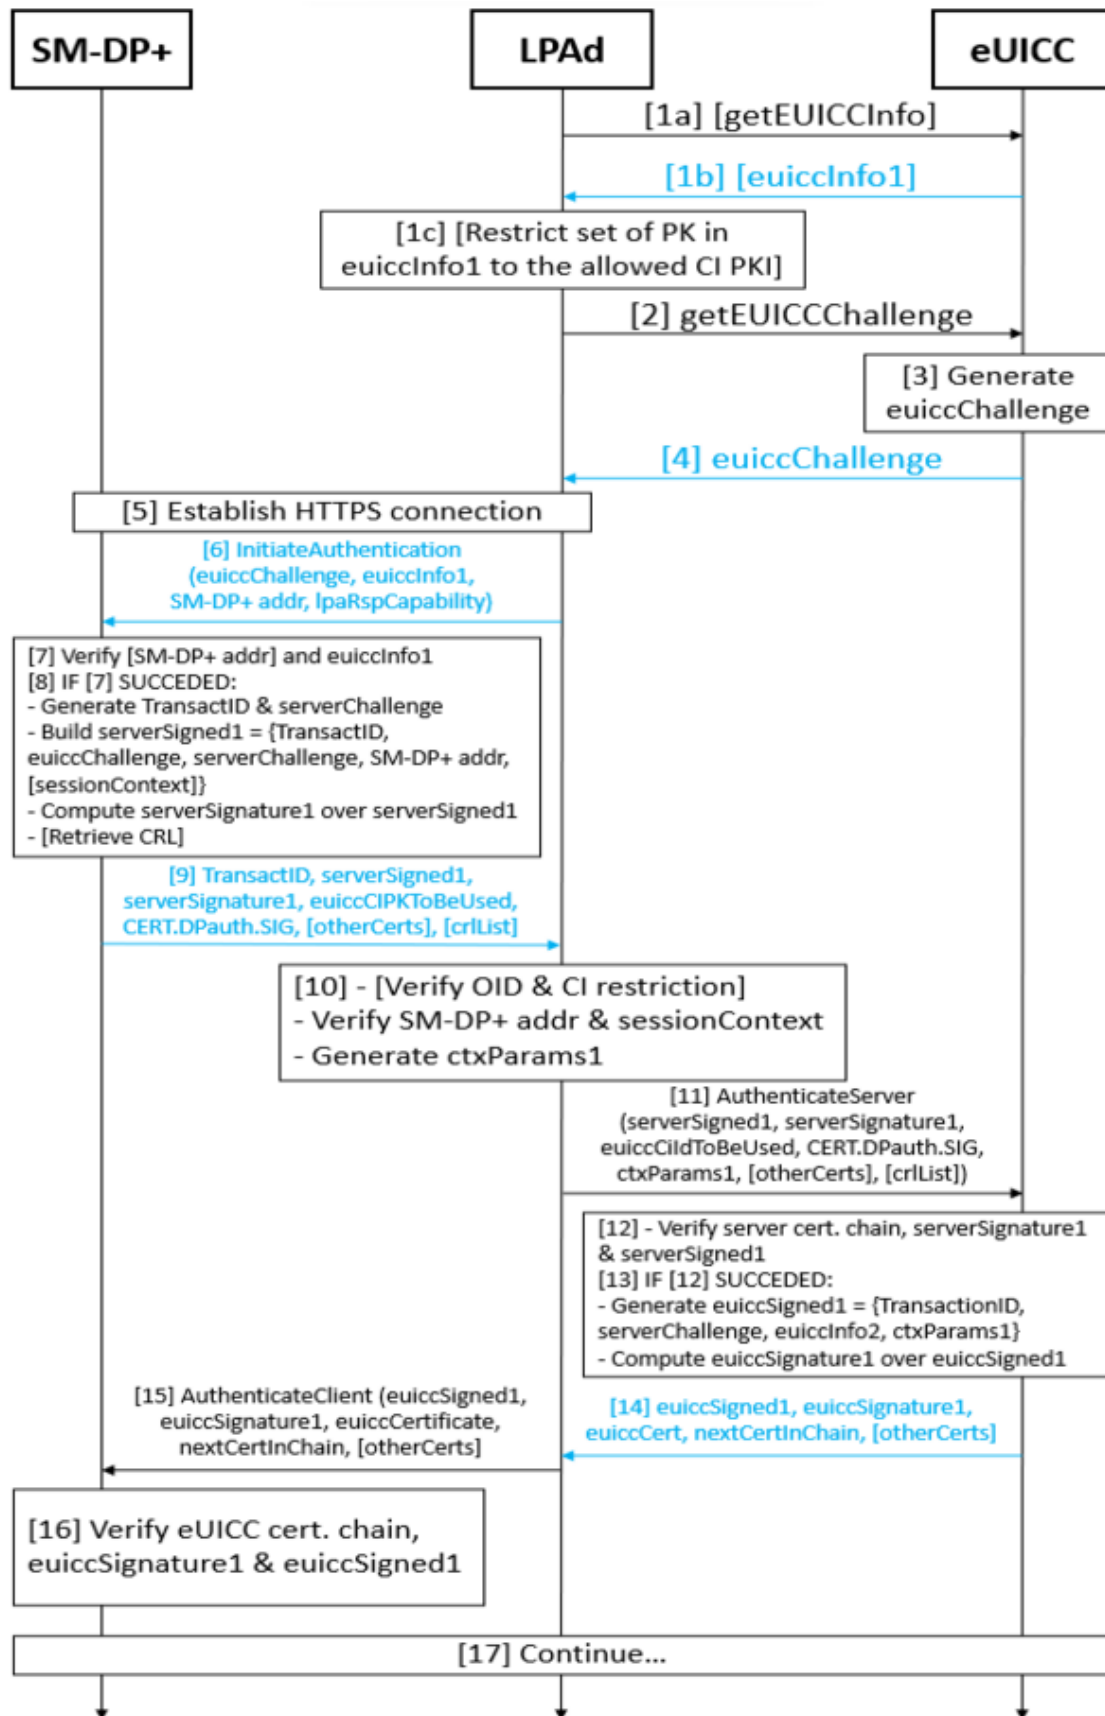 SM-DP+
LPAd
eUICC
[1a] [getEUICCInfo]
[1b] [euiccInfo1]
[1c] [Restrict set of PK in
euiccInfo1 to the allowed CI PKI]
[2] getEUICCChallenge
[3] Generate
euiccChallenge
[4] euiccChallenge
[5] Establish HTTPS connection
[6] InitiateAuthentication
(euiccChallenge, euiccInfo1,
SM-DP+ addr, lpaRspCapability)
[7] Verify [SM-DP+ addr] and euiccInfo1
[8] IF [7] SUCCEDED:
- Generate TransactID & serverChallenge
- Build serverSigned1 = {TransactID,
euiccChallenge, serverChallenge, SM-DP+ addr,
[sessionContext]}
- Compute serverSignature1 over serverSigned1
- [Retrieve CRL]
[9] TransactID, serverSigned1,
serverSignature1, euiccCIPKToBeUsed,
CERT.DPauth.SIG, [otherCerts], [crlList]
[10] - [Verify OID & CI restriction]
- Verify SM-DP+ addr & sessionContext
- Generate ctxParams1
[11] AuthenticateServer
(serverSigned1, serverSignature1,
euiccCiIdToBeUsed, CERT.DPauth.SIG,
ctxParams1, [otherCerts], [crlList])
[12] - Verify server cert. chain, serverSignature1
& serverSigned1
[13] IF [12] SUCCEDED:
- Generate euiccSigned1 = {TransactionID,
serverChallenge, euiccInfo2, ctxParams1}
- Compute euiccSignature1 over euiccSigned1
[14] euiccSigned1, euiccSignature1,
euiccCert, nextCertInChain, [otherCerts]
[15] AuthenticateClient (euiccSigned1,
euiccSignature1, euiccCertificate,
nextCertInChain, [otherCerts]
[16] Verify eUICC cert. chain,
euiccSignature1 & euiccSigned1
[17] Continue...